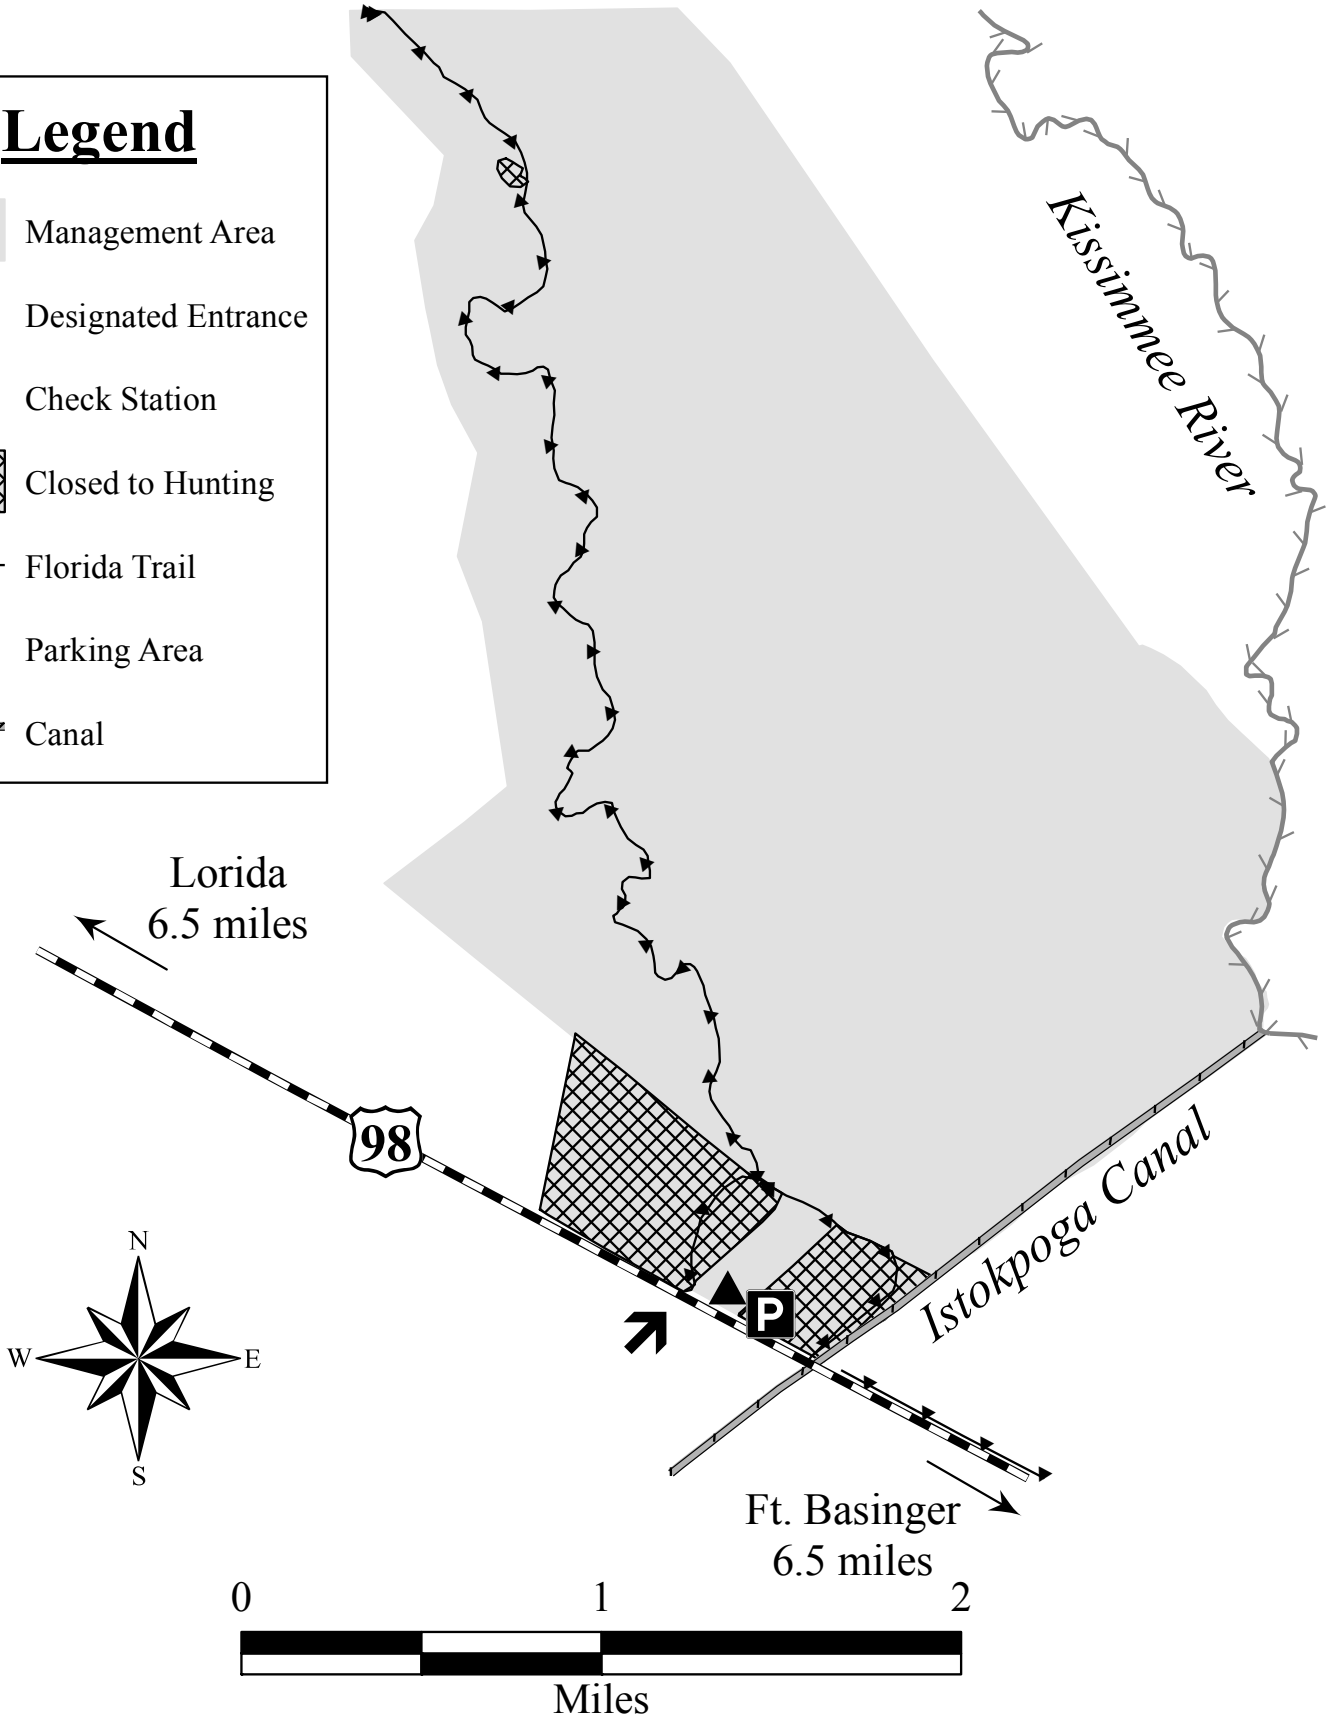 Legend
Management Area
Designated Entrance
Check Station
Closed to Hunting
Florida Trail
Parking Area
Canal
Kissimmee River
Lorida
6.5 miles
98
Istokpoga Canal
P
N
W
E
S
Ft. Basinger
6.5 miles
0 1 2
Miles